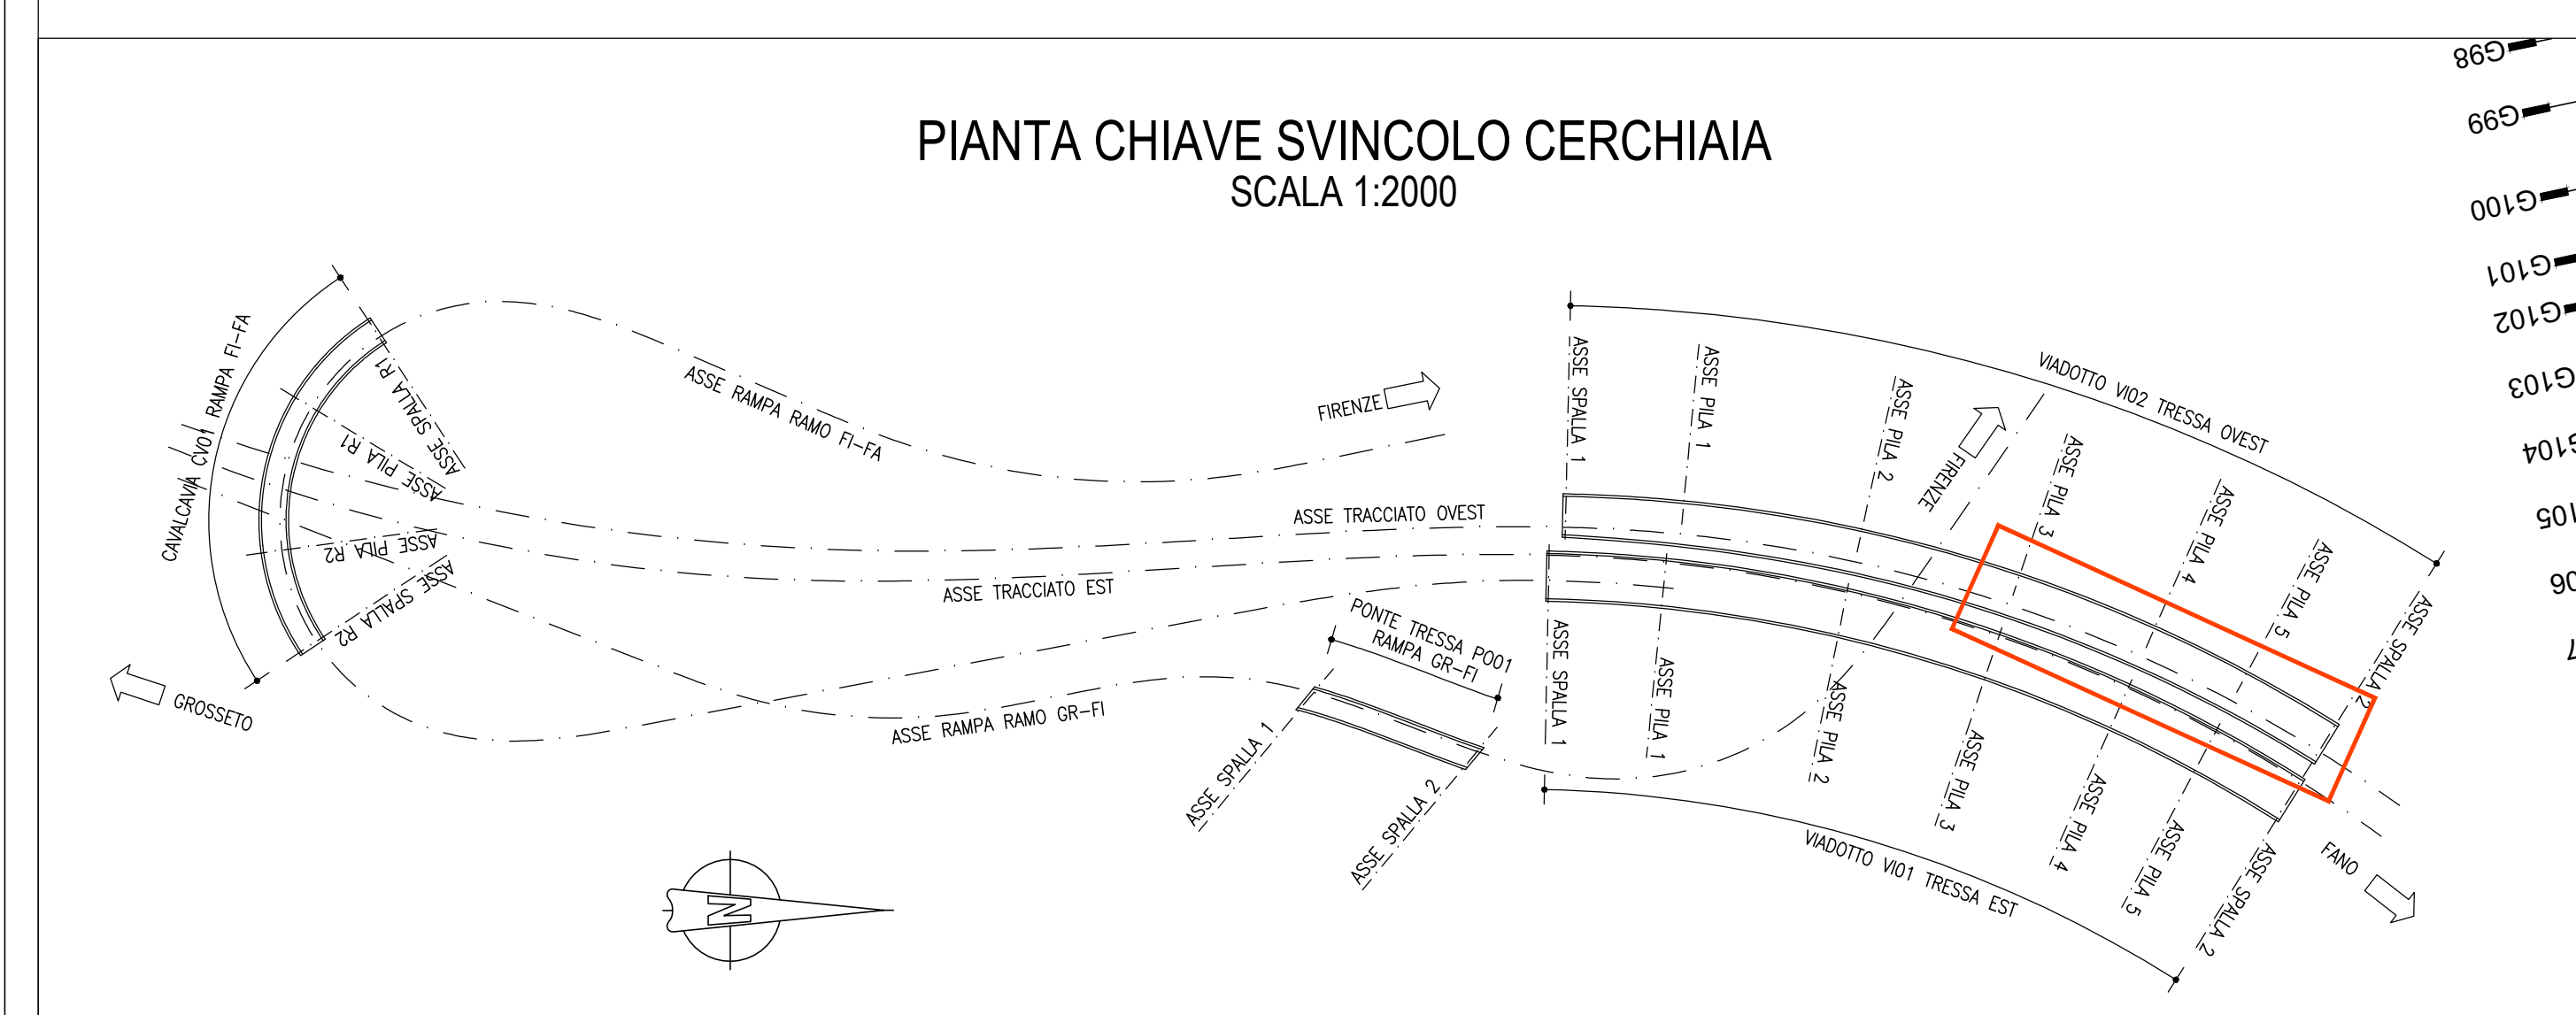 PIANTA CHIAVE SVINCOLO CERCHIAIA
SCALA 1:2000
G98
G99
G100
G101
G102
G103
CAVALCAVIA CV01 RAMPA FI-FA
ASSE SPALLA R1
ASSE PILA R1
ASSE PILA R2
ASSE SPALLA R2
GROSSETO
ASSE RAMPA RAMO FI-FA
FIRENZE
ASSE TRACCIATO OVEST
ASSE TRACCIATO EST
ASSE RAMPA RAMO GR-FI
PONTE TRESSA PO01
RAMPA GR-FI
ASSE SPALLA 1
ASSE SPALLA 2
VIADOTTO VI02 TRESSA OVEST
ASSE SPALLA 1
ASSE PILA 1
ASSE PILA 2
FIRENZE
ASSE PILA 3
ASSE PILA 4
ASSE PILA 5
ASSE SPALLA 2
ASSE SPALLA 1
ASSE PILA 1
ASSE PILA 2
ASSE PILA 3
ASSE PILA 4
ASSE PILA 5
ASSE SPALLA 2
VIADOTTO VI01 TRESSA EST
FANO
N
G104
105
06
7